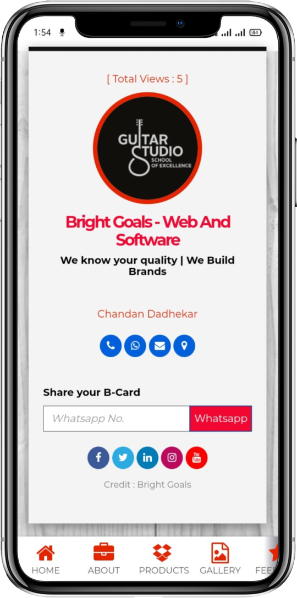 1:54
[ Total Views : 5 ]
GUITAR
STUDIO
SCHOOL
OF EXCELLENCE
Bright Goals - Web And
Software
We know your quality | We Build
Brands
Chandan Dadhekar
Share your B-Card
Whatsapp No.
Whatsapp
Credit : Bright Goals
HOME
ABOUT
PRODUCTS
GALLERY